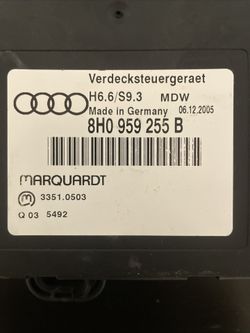 Verdecksteuergeraet
H6.6/S9.3 MDW
Made in Germany 06.12.2005
8H0 959 255 B
MARQUARDT
m 3351.0503
Q 03 5492